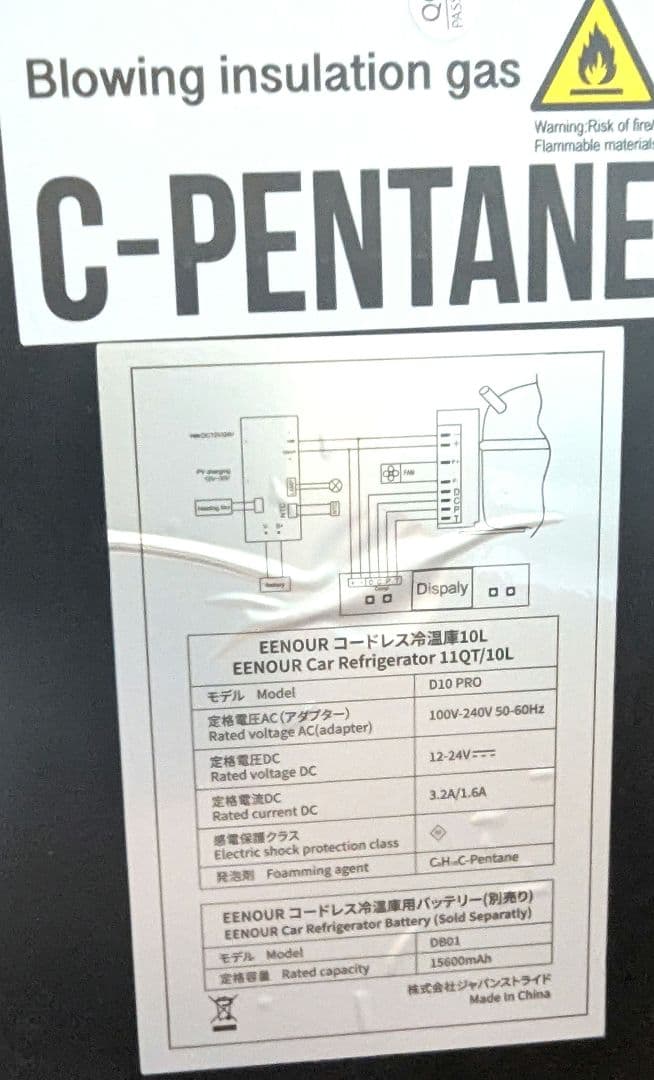 PASS
Blowing insulation gas
Warning:Risk of fire/
Flammable materials
C-PENTANE
PV charging
FAN
Heating
NTC
Battery
D
C
P
T
Dispaly
EENOUR コードレス冷温庫10L
EENOUR Car Refrigerator 11QT/10L
モデル Model
D10 PRO
定格電圧AC(アダプター)
Rated voltage AC(adapter)
100V-240V 50-60Hz
定格電圧DC
Rated voltage DC
12-24V
定格電流DC
Rated current DC
3.2A/1.6A
感電保護クラス
Electric shock protection class
発泡剤 Foamming agent
C-Pentane
EENOUR コードレス冷温庫用バッテリー(別売り)
EENOUR Car Refrigerator Battery (Sold Separatly)
モデル Model
DB01
定格容量 Rated capacity
15600mAh
株式会社ジャパンストライド
Made In China